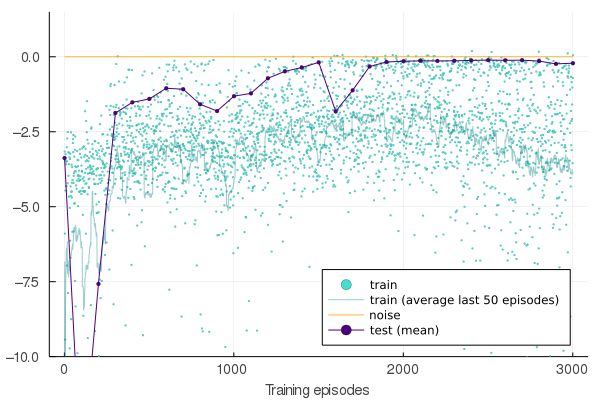 0.0
−2.5
−5.0
−7.5
−10.0
train
train (average last 50 episodes)
noise
test (mean)
0 1000 2000 3000
Training episodes